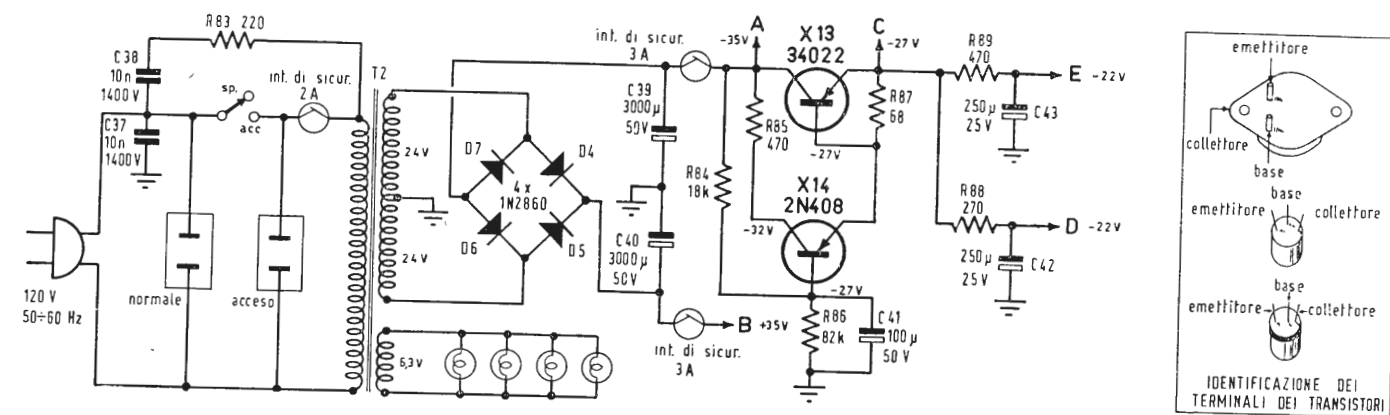 R83 220
C38
10n
1400V
C37
10n
1400V
sp.
acc
int. di sicur.
2A
120 V
50÷60 Hz
normale
acceso
T2
24V
24V
6,3V
D7
D4
4x
1N2860
D6
D5
int. di sicur.
3A
C39
3000µ
50V
C40
3000µ
50V
B +35V
int. di sicur.
3A
A
-35V
X13
34022
C
-27V
R85
470
R84
18k
R87
68
-27V
X14
2N408
-32V
-27V
R86
82k
C41
100µ
50V
R89
470
E -22V
250µ
25V
C43
R88
270
D -22V
250µ
25V
C42
emettitore
collettore
base
base
emettitore
collettore
base
emettitore
collettore
IDENTIFICAZIONE DEI
TERMINALI DEI TRANSISTORI